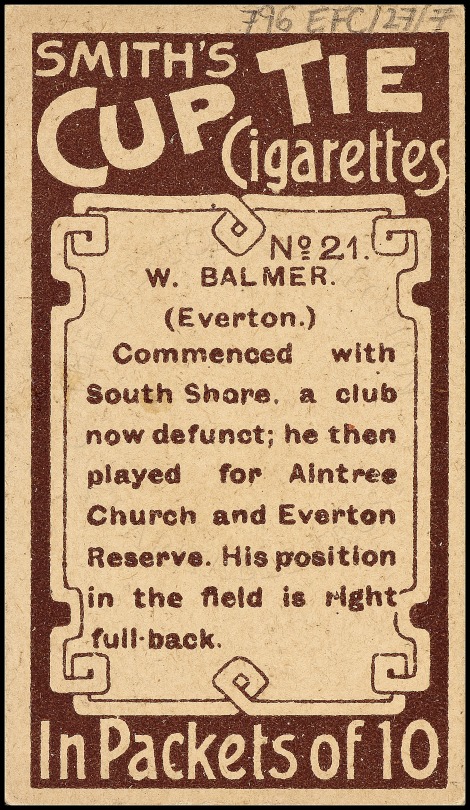 796 EFC/27/7
SMITH'S
CUP TIE
Cigarettes
Nº 21.
W. BALMER.
(Everton.)
Commenced with
South Shore, a club
now defunct; he then
played for Aintree
Church and Everton
Reserve. His position
in the field is right
full-back.
In Packets of 10